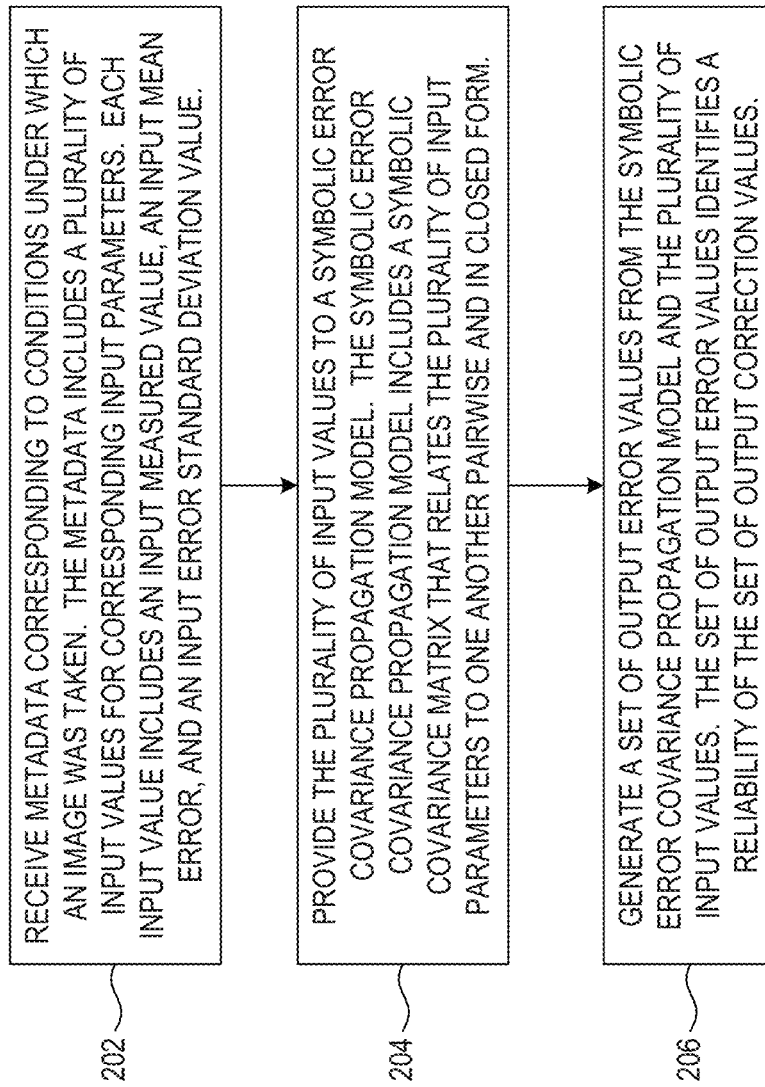 RECEIVE METADATA CORRESPONDING TO CONDITIONS UNDER WHICH
AN IMAGE WAS TAKEN. THE METADATA INCLUDES A PLURALITY OF
INPUT VALUES FOR CORRESPONDING INPUT PARAMETERS. EACH
INPUT VALUE INCLUDES AN INPUT MEASURED VALUE, AN INPUT MEAN
ERROR, AND AN INPUT ERROR STANDARD DEVIATION VALUE.
202
PROVIDE THE PLURALITY OF INPUT VALUES TO A SYMBOLIC ERROR
COVARIANCE PROPAGATION MODEL. THE SYMBOLIC ERROR
COVARIANCE PROPAGATION MODEL INCLUDES A SYMBOLIC
COVARIANCE MATRIX THAT RELATES THE PLURALITY OF INPUT
PARAMETERS TO ONE ANOTHER PAIRWISE AND IN CLOSED FORM.
204
GENERATE A SET OF OUTPUT ERROR VALUES FROM THE SYMBOLIC
ERROR COVARIANCE PROPAGATION MODEL AND THE PLURALITY OF
INPUT VALUES. THE SET OF OUTPUT ERROR VALUES IDENTIFIES A
RELIABILITY OF THE SET OF OUTPUT CORRECTION VALUES.
206